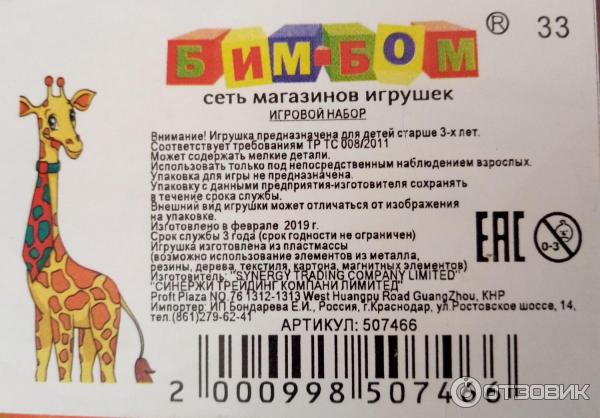 БИМ-БОМ ® 33
сеть магазинов игрушек
ИГРОВОЙ НАБОР
Внимание! Игрушка предназначена для детей старше 3-х лет.
Соответствует требованиям ТР ТС 008/2011
Может содержать мелкие детали.
Использовать только под непосредственным наблюдением взрослых.
Упаковка для игры не предназначена.
Упаковку с данными предприятия-изготовителя сохранять
в течение срока службы.
Внешний вид игрушки может отличаться от изображения
на упаковке.
Изготовлено в феврале 2019 г.
Срок службы 3 года (срок годности не ограничен)
Игрушка изготовлена из пластмассы
(возможно использование элементов из металла,
резины, дерева, текстиля, картона, магнитных элементов)
Изготовитель: "SYNERGY TRADING COMPANY LIMITED"
"СИНЕРЖИ ТРЕЙДИНГ КОМПАНИ ЛИМИТЕД"
Proft Plaza NO 76 1312-1313 West Huangpu Road GuangZhou, КНР
Импортер: ИП Бондарева Е.И., Россия, г.Краснодар, ул.Ростовское шоссе, 14,
тел.(861)279-62-41
EAC
0-3
АРТИКУЛ: 507466
2 000998 507466
ОТЗОВИК